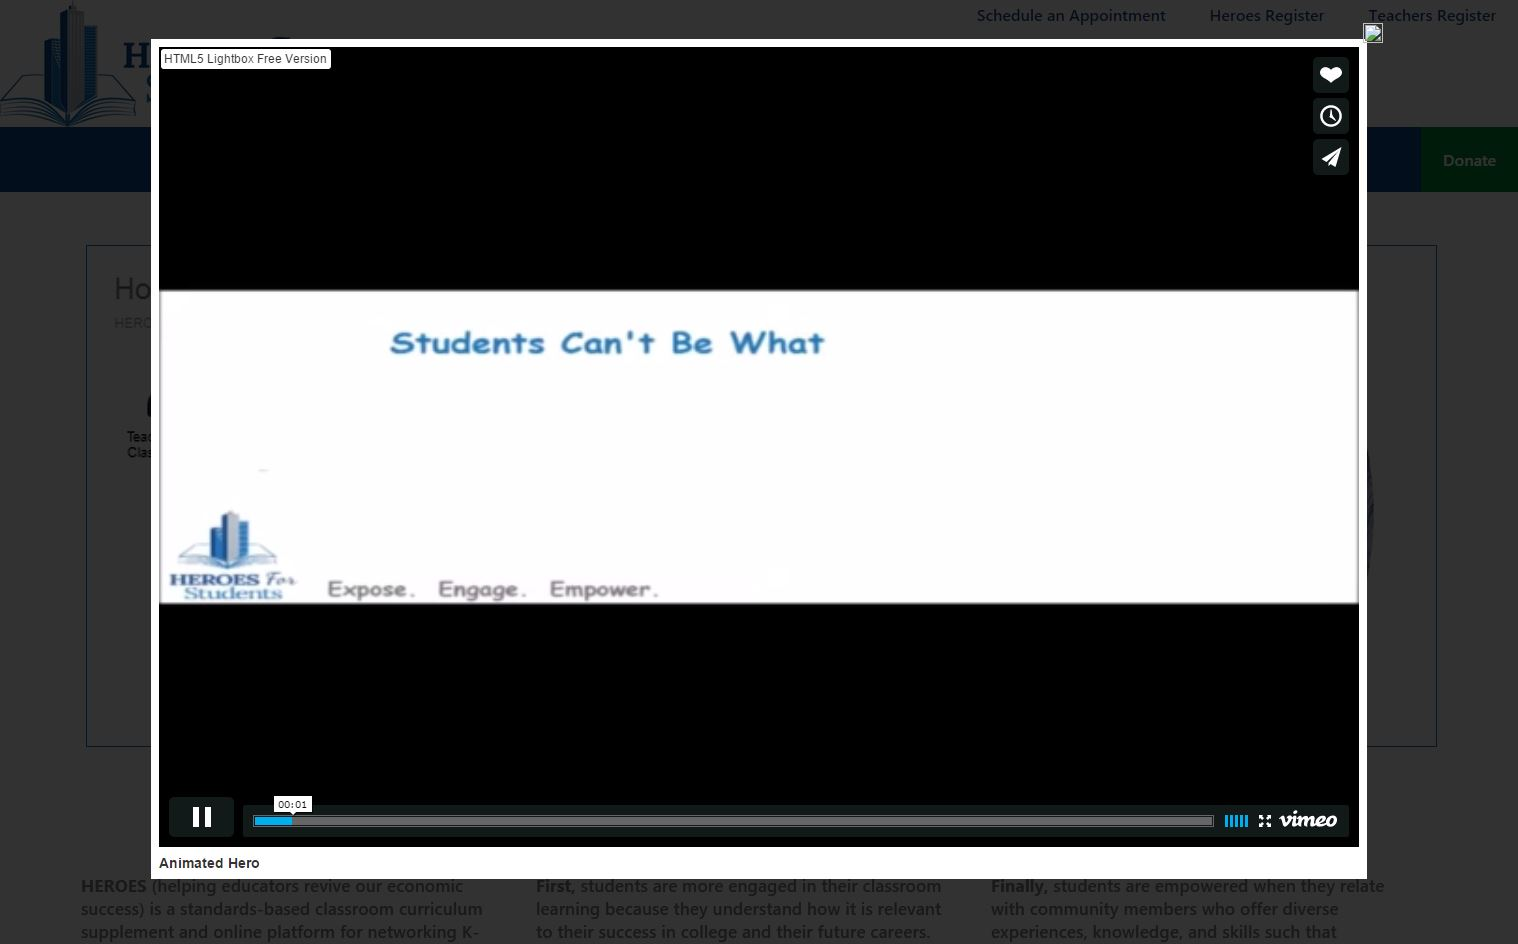 Schedule an Appointment
Heroes Register
Teachers Register
HTML5 Lightbox Free Version
Donate
Students Can't Be What
HEROES For
Students
Expose. Engage. Empower.
00:01
vimeo
Animated Hero
HEROES (helping educators revive our economic
success) is a standards-based classroom curriculum
supplement and online platform for networking K-
First, students are more engaged in their classroom
learning because they understand how it is relevant
to their success in college and their future careers.
Finally, students are empowered when they relate
with community members who offer diverse
experiences, knowledge, and skills such that